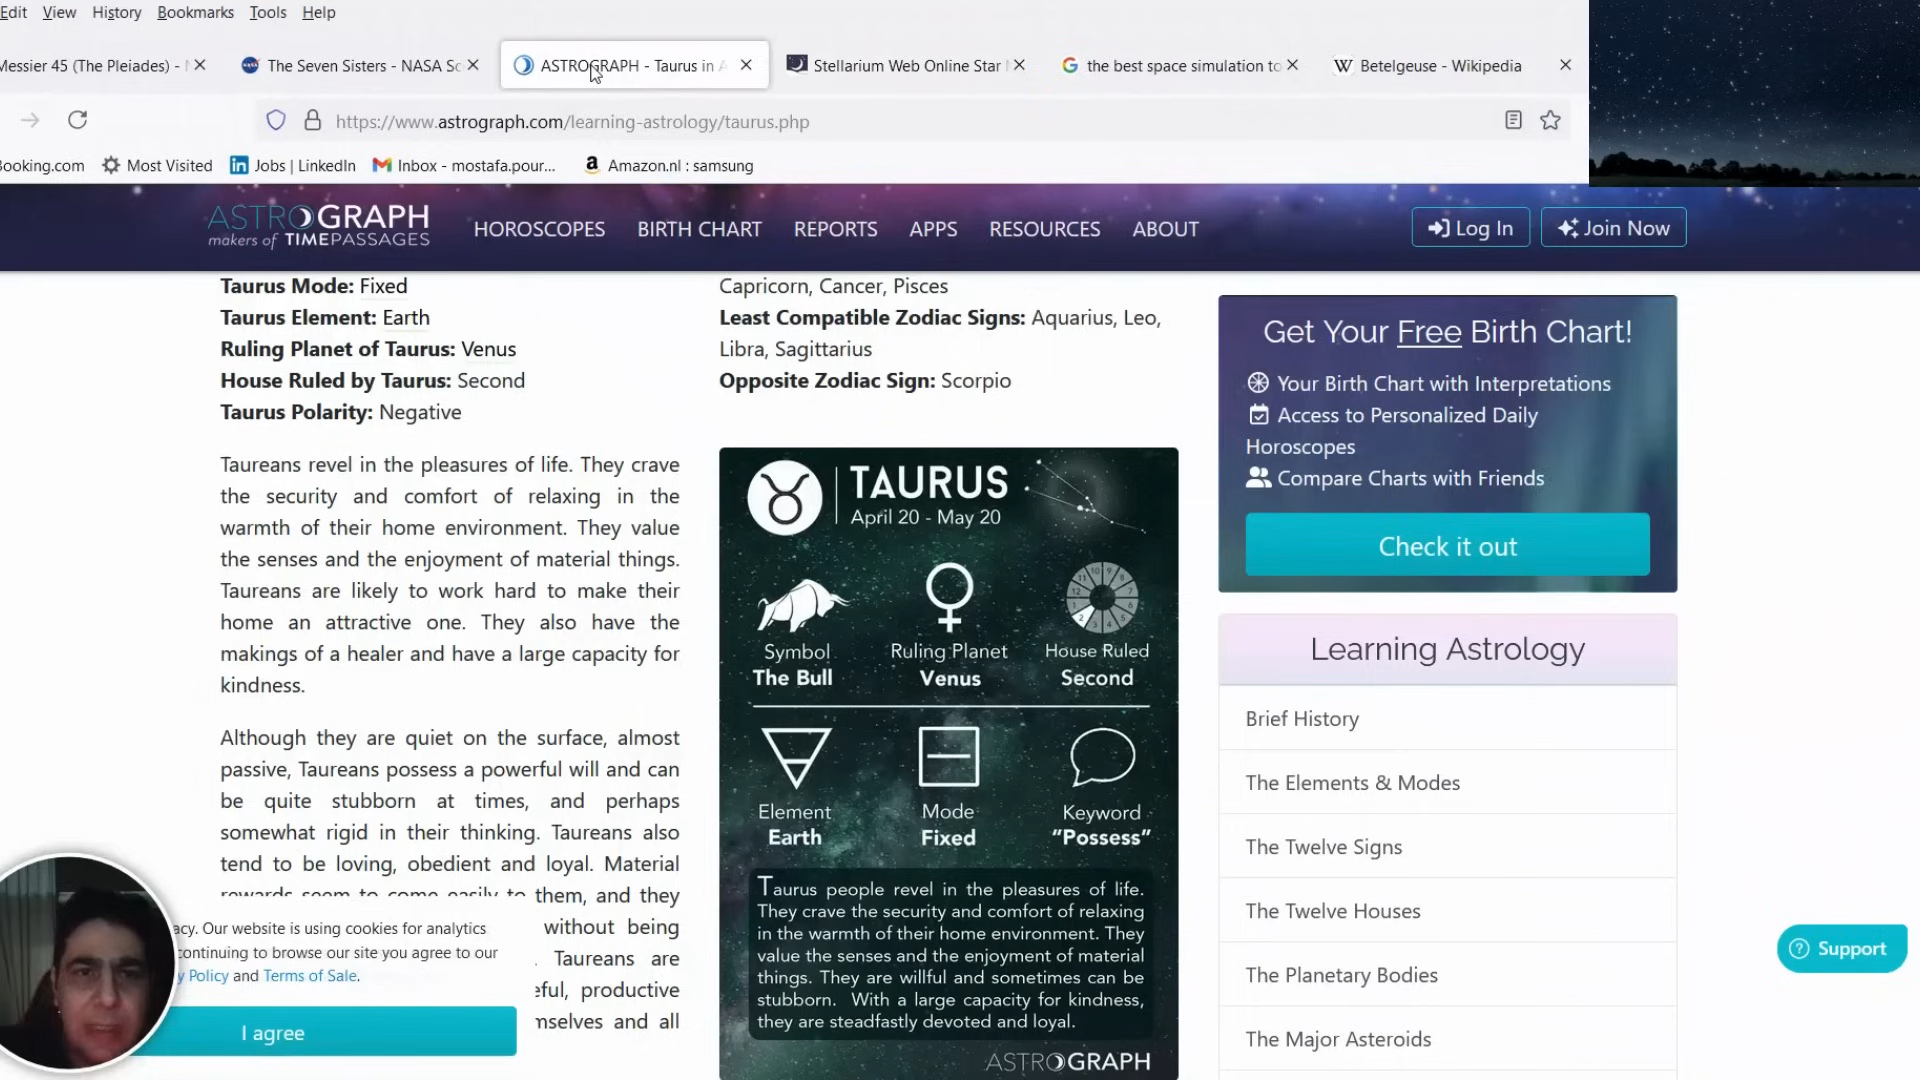 Edit View History Bookmarks Tools Help
Messier 45 (The Pleiades) -
The Seven Sisters - NASA Sc
ASTROGRAPH - Taurus in A
Stellarium Web Online Star
the best space simulation to
Betelgeuse - Wikipedia
https://www.astrograph.com/learning-astrology/taurus.php
Booking.com Most Visited Jobs | LinkedIn Inbox - mostafa.pour... Amazon.nl : samsung
ASTROGRAPH
makers of TIMEPASSAGES
HOROSCOPES BIRTH CHART REPORTS APPS RESOURCES ABOUT
Log In Join Now
Taurus Mode: Fixed
Taurus Element: Earth
Ruling Planet of Taurus: Venus
House Ruled by Taurus: Second
Taurus Polarity: Negative
Taureans revel in the pleasures of life. They crave
the security and comfort of relaxing in the
warmth of their home environment. They value
the senses and the enjoyment of material things.
Taureans are likely to work hard to make their
home an attractive one. They also have the
makings of a healer and have a large capacity for
kindness.
Although they are quiet on the surface, almost
passive, Taureans possess a powerful will and can
be quite stubborn at times, and perhaps
somewhat rigid in their thinking. Taureans also
tend to be loving, obedient and loyal. Material
rewards seem to come easily to them, and they
without being
. Taureans are
eful, productive
mselves and all
acy. Our website is using cookies for analytics
continuing to browse our site you agree to our
y Policy and Terms of Sale.
I agree
Capricorn, Cancer, Pisces
Least Compatible Zodiac Signs: Aquarius, Leo,
Libra, Sagittarius
Opposite Zodiac Sign: Scorpio
TAURUS
April 20 - May 20
Symbol
The Bull
Ruling Planet
Venus
House Ruled
Second
Element
Earth
Mode
Fixed
Keyword
“Possess”
Taurus people revel in the pleasures of life.
They crave the security and comfort of relaxing
in the warmth of their home environment. They
value the senses and the enjoyment of material
things. They are willful and sometimes can be
stubborn. With a large capacity for kindness,
they are steadfastly devoted and loyal.
ASTROGRAPH
Get Your Free Birth Chart!
Your Birth Chart with Interpretations
Access to Personalized Daily
Horoscopes
Compare Charts with Friends
Check it out
Learning Astrology
Brief History
The Elements & Modes
The Twelve Signs
The Twelve Houses
The Planetary Bodies
The Major Asteroids
Support